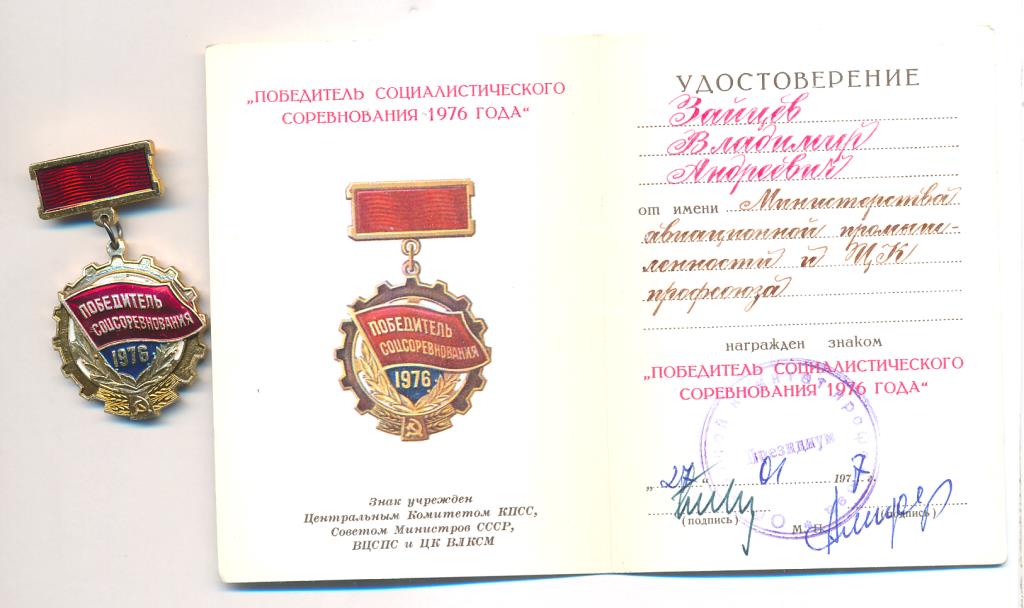 ПОБЕДИТЕЛЬ
СОЦСОРЕВНОВАНИЯ
1976
„ПОБЕДИТЕЛЬ СОЦИАЛИСТИЧЕСКОГО
СОРЕВНОВАНИЯ 1976 ГОДА“
ПОБЕДИТЕЛЬ
СОЦСОРЕВНОВАНИЯ
1976
Знак учрежден
Центральным Комитетом КПСС,
Советом Министров СССР,
ВЦСПС и ЦК ВЛКСМ
УДОСТОВЕРЕНИЕ
Зайцев
Владимир
Андреевич
от имени Министерства
авиационной промыш-
ленности и ЦК
профсоюза
награжден знаком
„ПОБЕДИТЕЛЬ СОЦИАЛИСТИЧЕСКОГО
СОРЕВНОВАНИЯ 1976 ГОДА“
Президиум
„27“ 01 1977 г.
(подпись) М. П. (подпись)